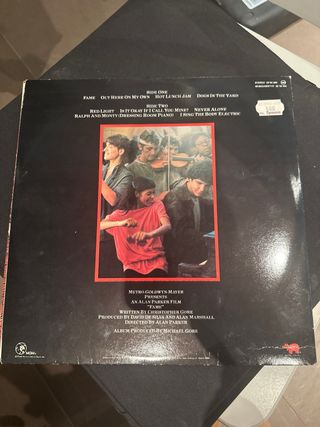 SIDE ONE
FAME OUT HERE ON MY OWN HOT LUNCH JAM DOGS IN THE YARD
SIDE TWO
RED LIGHT IS IT OKAY IF I CALL YOU MINE? NEVER ALONE
RALPH AND MONTY (DRESSING ROOM PIANO) I SING THE BODY ELECTRIC
METRO-GOLDWYN-MAYER
PRESENTS
AN ALAN PARKER FILM
"FAME"
WRITTEN BY CHRISTOPHER GORE
PRODUCED BY DAVID DE SILVA AND ALAN MARSHALL
DIRECTED BY ALAN PARKER
ALBUM PRODUCED BY MICHAEL GORE
MGM